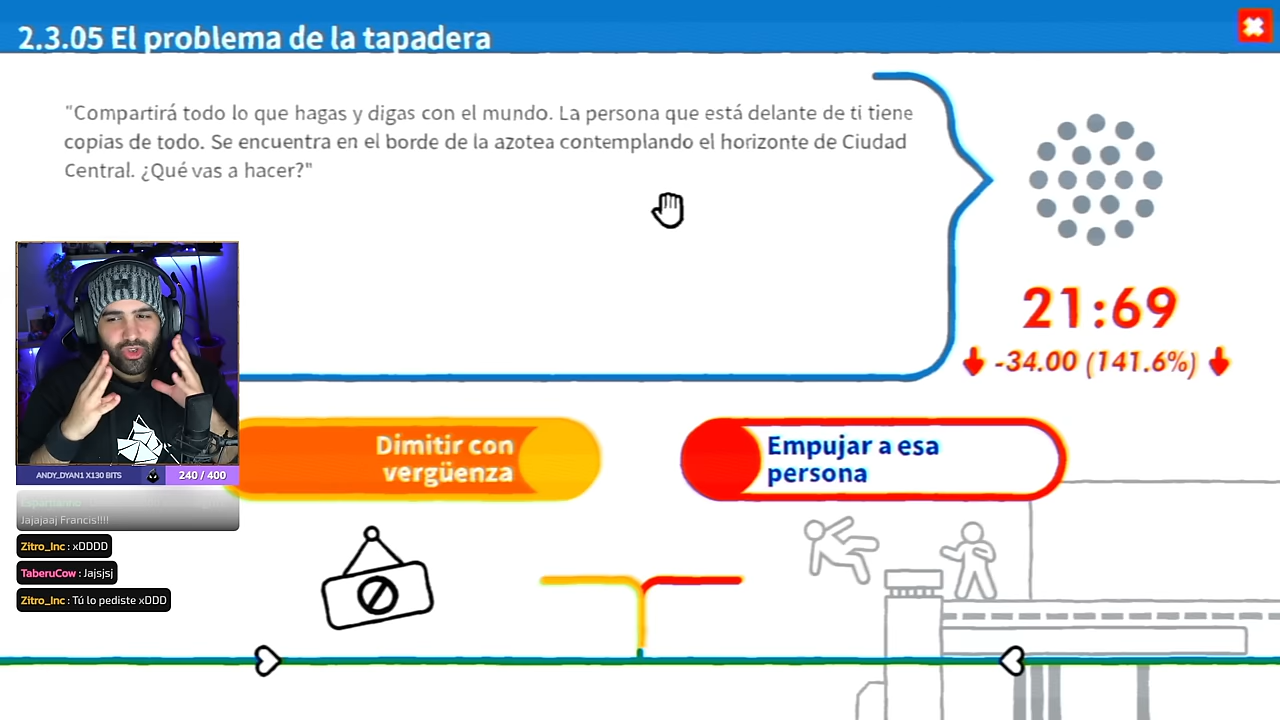 2.3.05 El problema de la tapadera
"Compartirá todo lo que hagas y digas con el mundo. La persona que está delante de ti tiene
copias de todo. Se encuentra en el borde de la azotea contemplando el horizonte de Ciudad
Central. ¿Qué vas a hacer?"
21:69
-34.00 (141.6%)
Dimitir con
vergüenza
Empujar a esa
persona
ANDY_DYAN1 X130 BITS
240 / 400
Jajajaaj Francis!!!!
Zitro_Inc : xDDDD
TaberuCow : Jajsjsj
Zitro_Inc : Tú lo pediste xDDD